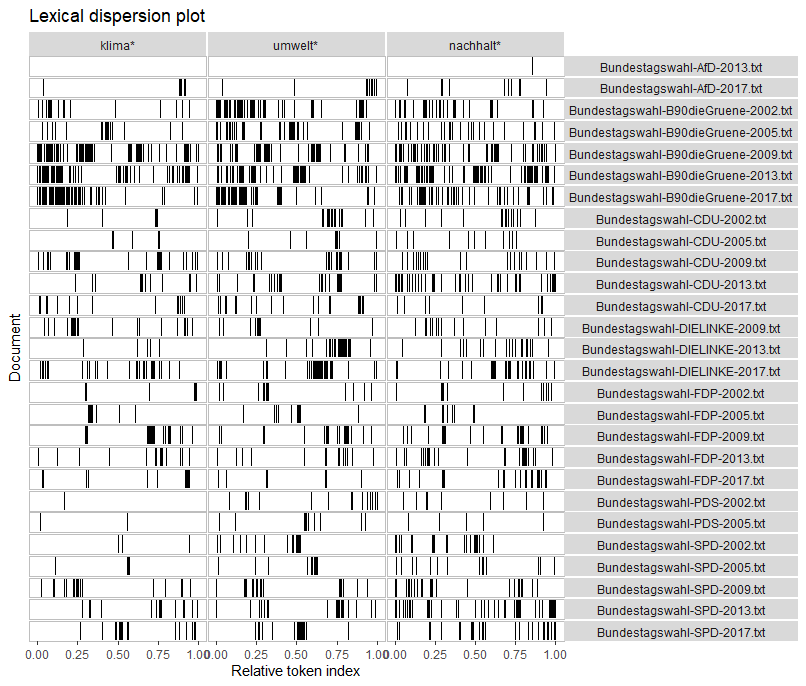 Lexical dispersion plot
klima* umwelt* nachhalt*
Bundestagswahl-AfD-2013.txt
Bundestagswahl-AfD-2017.txt
Bundestagswahl-B90dieGruene-2002.txt
Bundestagswahl-B90dieGruene-2005.txt
Bundestagswahl-B90dieGruene-2009.txt
Bundestagswahl-B90dieGruene-2013.txt
Bundestagswahl-B90dieGruene-2017.txt
Bundestagswahl-CDU-2002.txt
Bundestagswahl-CDU-2005.txt
Bundestagswahl-CDU-2009.txt
Bundestagswahl-CDU-2013.txt
Bundestagswahl-CDU-2017.txt
Bundestagswahl-DIELINKE-2009.txt
Bundestagswahl-DIELINKE-2013.txt
Bundestagswahl-DIELINKE-2017.txt
Bundestagswahl-FDP-2002.txt
Bundestagswahl-FDP-2005.txt
Bundestagswahl-FDP-2009.txt
Bundestagswahl-FDP-2013.txt
Bundestagswahl-FDP-2017.txt
Bundestagswahl-PDS-2002.txt
Bundestagswahl-PDS-2005.txt
Bundestagswahl-SPD-2002.txt
Bundestagswahl-SPD-2005.txt
Bundestagswahl-SPD-2009.txt
Bundestagswahl-SPD-2013.txt
Bundestagswahl-SPD-2017.txt
Document
0.00 0.25 0.50 0.75 1.00 0.00 0.25 0.50 0.75 1.00 0.00 0.25 0.50 0.75 1.00
Relative token index